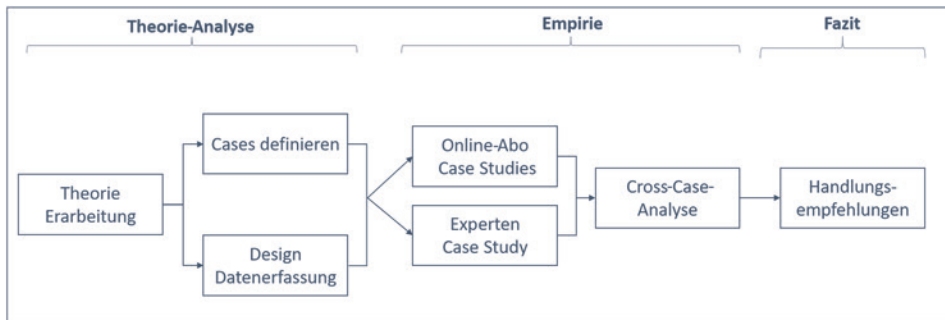 Theorie-Analyse
Empirie
Fazit
Theorie
Erarbeitung
Cases definieren
Design
Datenerfassung
Online-Abo
Case Studies
Experten
Case Study
Cross-Case-
Analyse
Handlungs-
empfehlungen